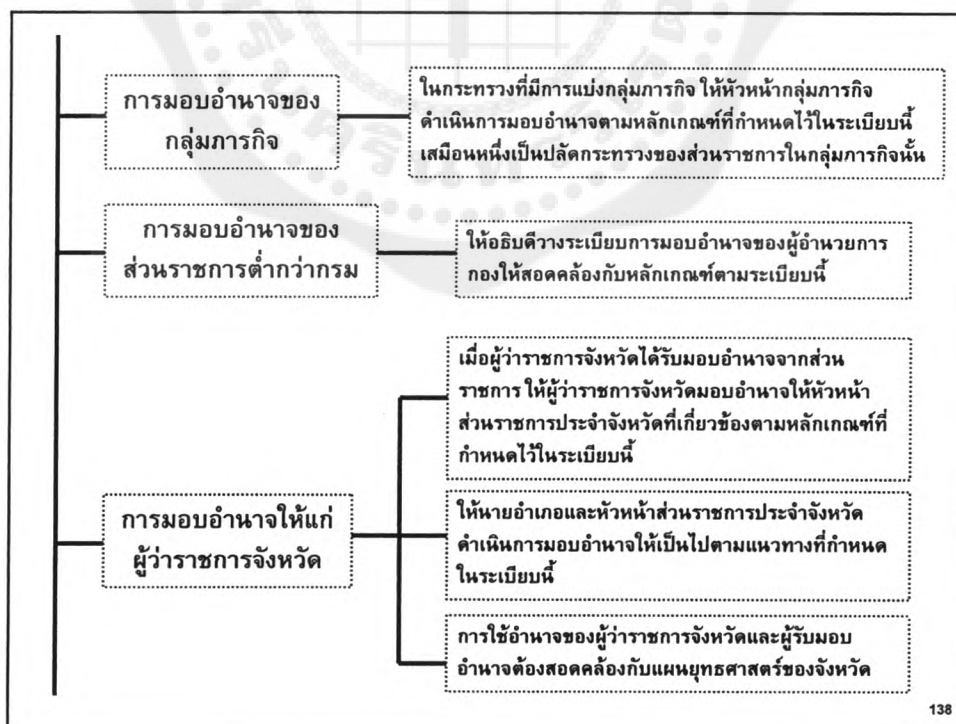 การมอบอำนาจของ
กลุ่มภารกิจ
ในกระทรวงที่มีการแบ่งกลุ่มภารกิจ ให้หัวหน้ากลุ่มภารกิจ
ดำเนินการมอบอำนาจตามหลักเกณฑ์ที่กำหนดไว้ในระเบียบนี้
เสมือนหนึ่งเป็นปลัดกระทรวงของส่วนราชการในกลุ่มภารกิจนั้น
การมอบอำนาจของ
ส่วนราชการต่ำกว่ากรม
ให้อธิบดีวางระเบียบการมอบอำนาจของผู้อำนวยการ
กองให้สอดคล้องกับหลักเกณฑ์ตามระเบียบนี้
การมอบอำนาจให้แก่
ผู้ว่าราชการจังหวัด
เมื่อผู้ว่าราชการจังหวัดได้รับมอบอำนาจจากส่วน
ราชการ ให้ผู้ว่าราชการจังหวัดมอบอำนาจให้หัวหน้า
ส่วนราชการประจำจังหวัดที่เกี่ยวข้องตามหลักเกณฑ์ที่
กำหนดไว้ในระเบียบนี้
ให้นายอำเภอและหัวหน้าส่วนราชการประจำจังหวัด
ดำเนินการมอบอำนาจให้เป็นไปตามแนวทางที่กำหนด
ในระเบียบนี้
การใช้อำนาจของผู้ว่าราชการจังหวัดและผู้รับมอบ
อำนาจต้องสอดคล้องกับแผนยุทธศาสตร์ของจังหวัด
138